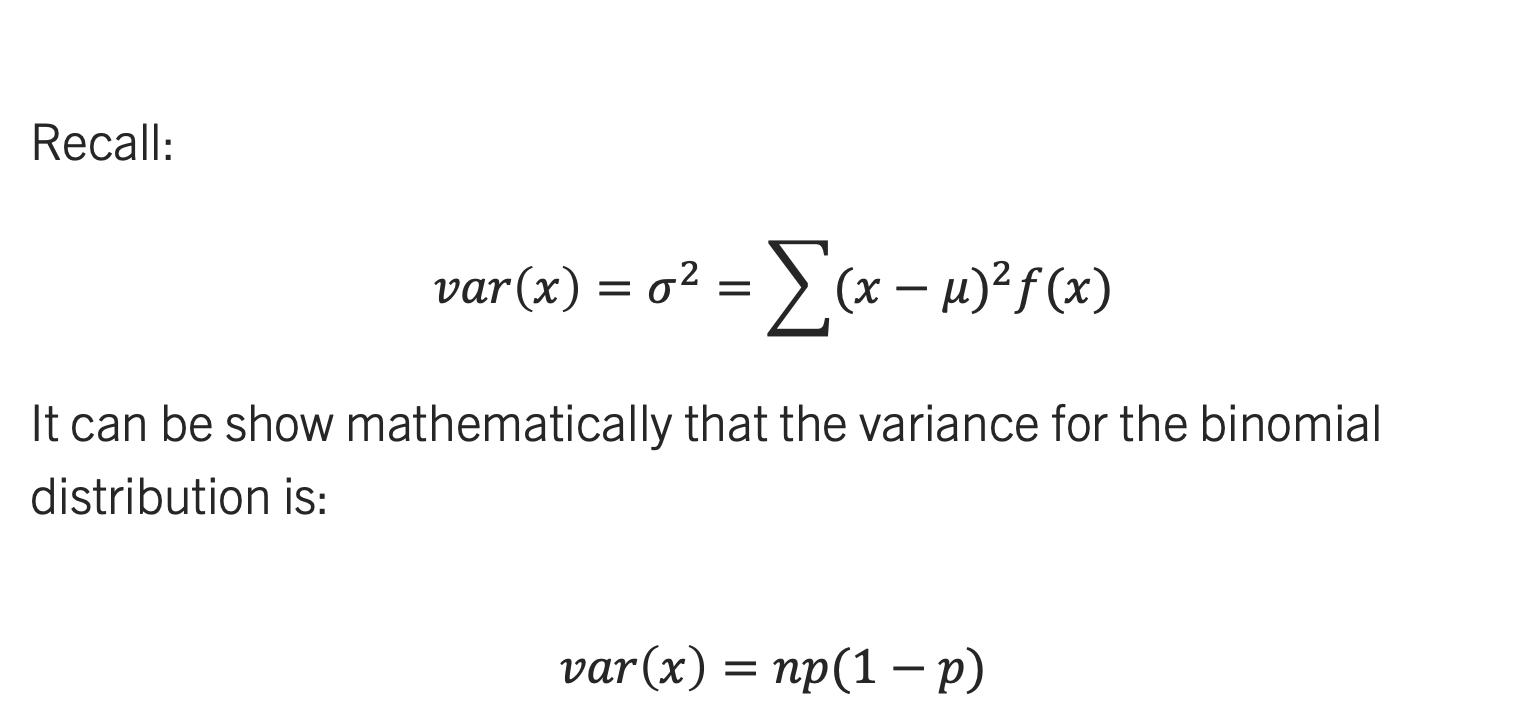 Recall:
var(x) = σ² = ∑(x − μ)²f(x)
It can be show mathematically that the variance for the binomial
distribution is:
var(x) = np(1 − p)